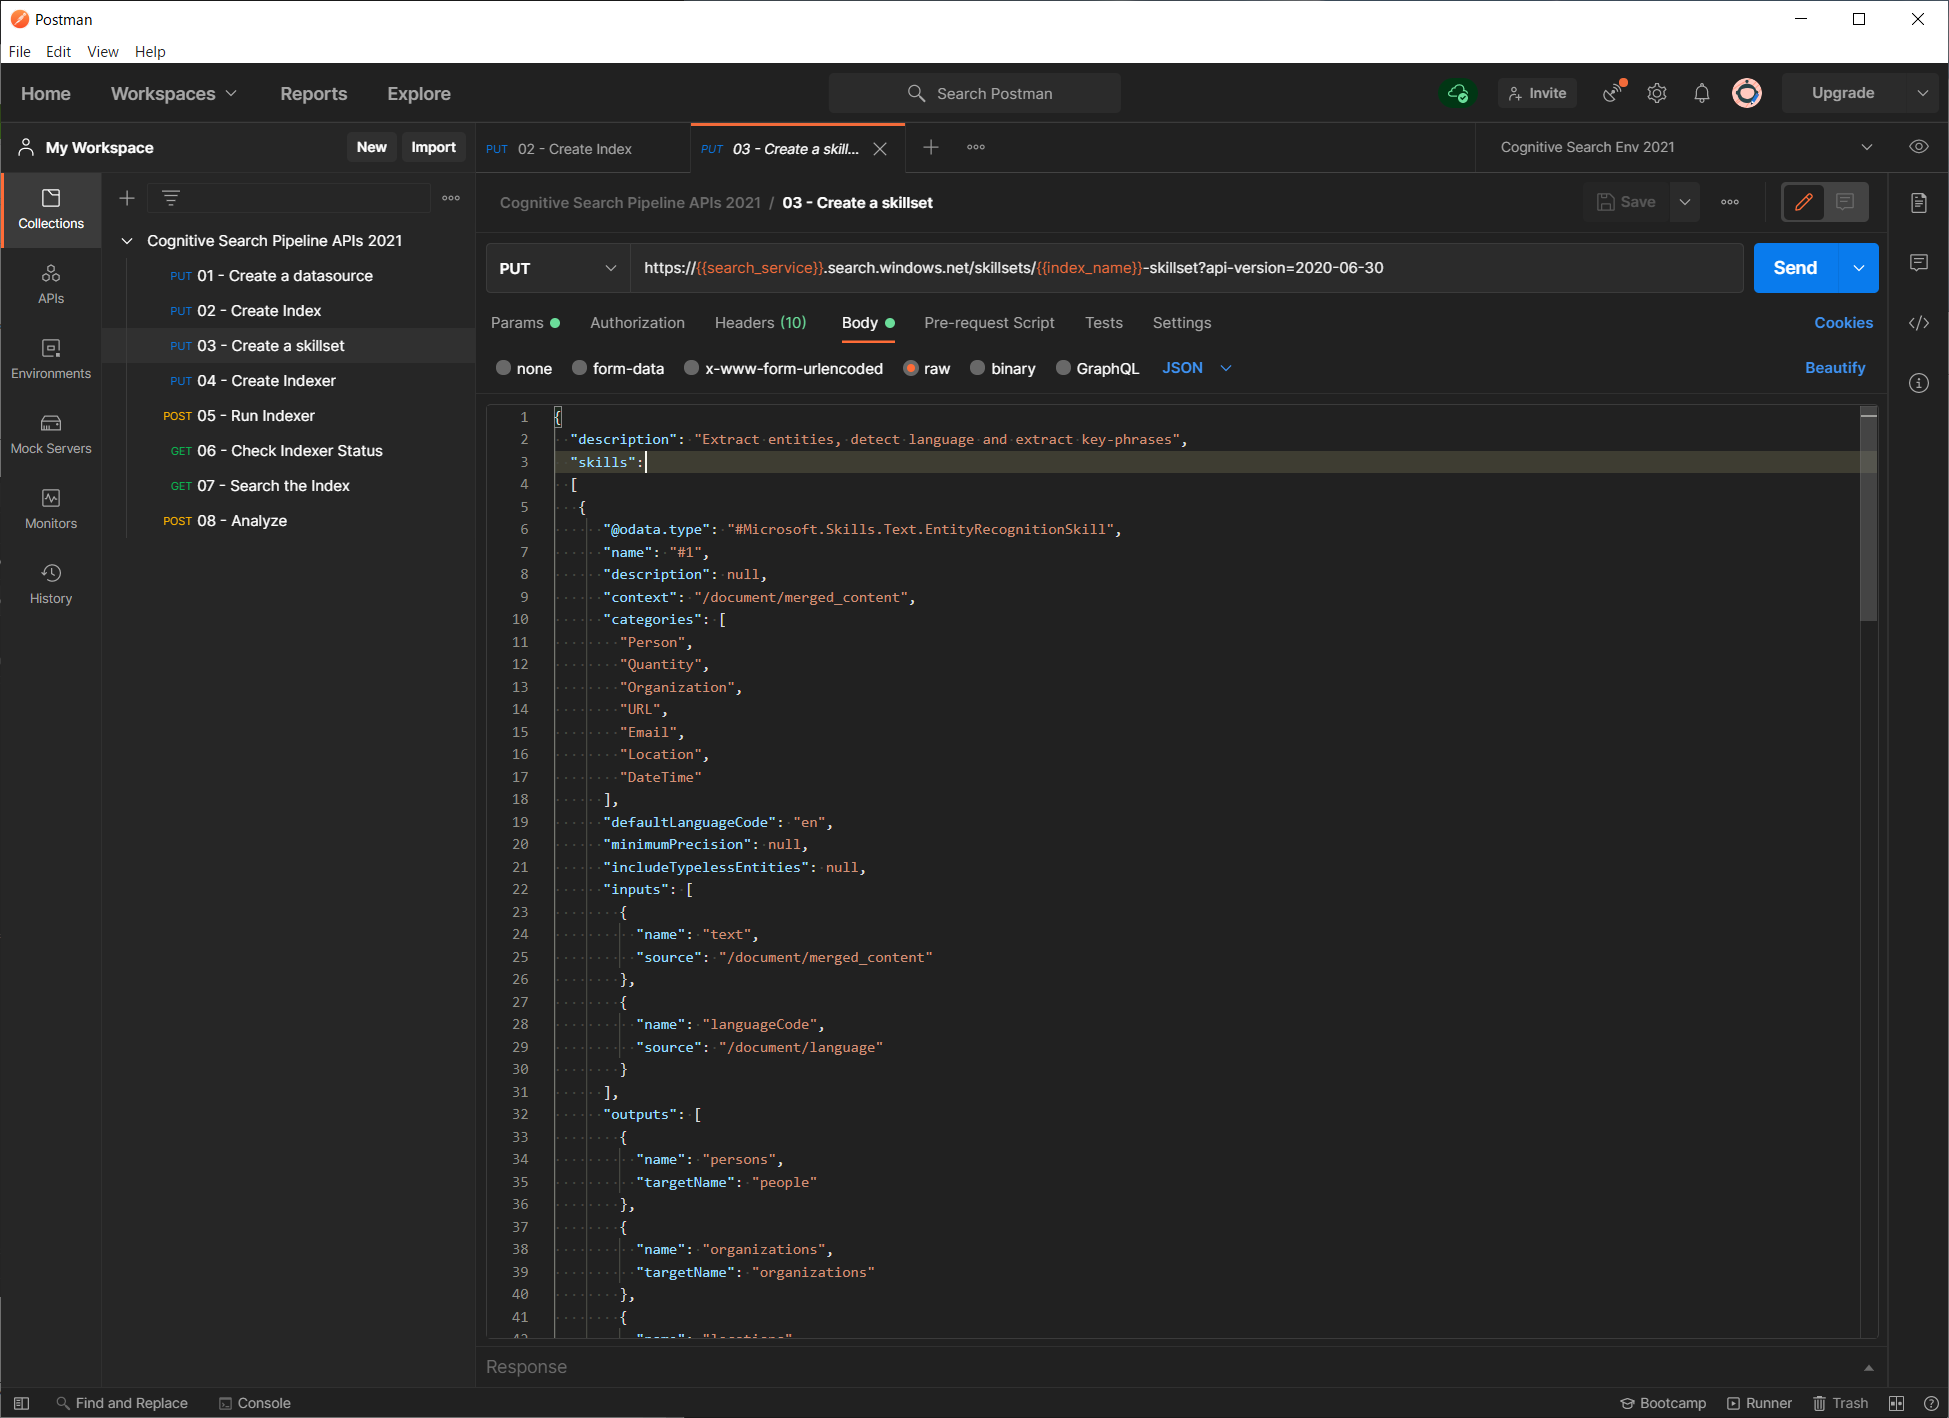 Postman
File Edit View Help
Home Workspaces Reports Explore Search Postman Invite Upgrade
My Workspace New Import PUT 02 - Create Index PUT 03 - Create a skill... Cognitive Search Env 2021
Cognitive Search Pipeline APIs 2021 / 03 - Create a skillset Save
Collections
APIs
Environments
Mock Servers
Monitors
History
Cognitive Search Pipeline APIs 2021
PUT 01 - Create a datasource
PUT 02 - Create Index
PUT 03 - Create a skillset
PUT 04 - Create Indexer
POST 05 - Run Indexer
GET 06 - Check Indexer Status
GET 07 - Search the Index
POST 08 - Analyze
PUT https://{{search_service}}.search.windows.net/skillsets/{{index_name}}-skillset?api-version=2020-06-30 Send
Params Authorization Headers (10) Body Pre-request Script Tests Settings Cookies
none form-data x-www-form-urlencoded raw binary GraphQL JSON Beautify
1 {
2 "description": "Extract entities, detect language and extract key-phrases",
3 "skills":
4 [
5 {
6 "@odata.type": "#Microsoft.Skills.Text.EntityRecognitionSkill",
7 "name": "#1",
8 "description": null,
9 "context": "/document/merged_content",
10 "categories": [
11 "Person",
12 "Quantity",
13 "Organization",
14 "URL",
15 "Email",
16 "Location",
17 "DateTime"
18 ],
19 "defaultLanguageCode": "en",
20 "minimumPrecision": null,
21 "includeTypelessEntities": null,
22 "inputs": [
23 {
24 "name": "text",
25 "source": "/document/merged_content"
26 },
27 {
28 "name": "languageCode",
29 "source": "/document/language"
30 }
31 ],
32 "outputs": [
33 {
34 "name": "persons",
35 "targetName": "people"
36 },
37 {
38 "name": "organizations",
39 "targetName": "organizations"
40 },
41 {
42 "name": "locations"
Response
Find and Replace Console Bootcamp Runner Trash